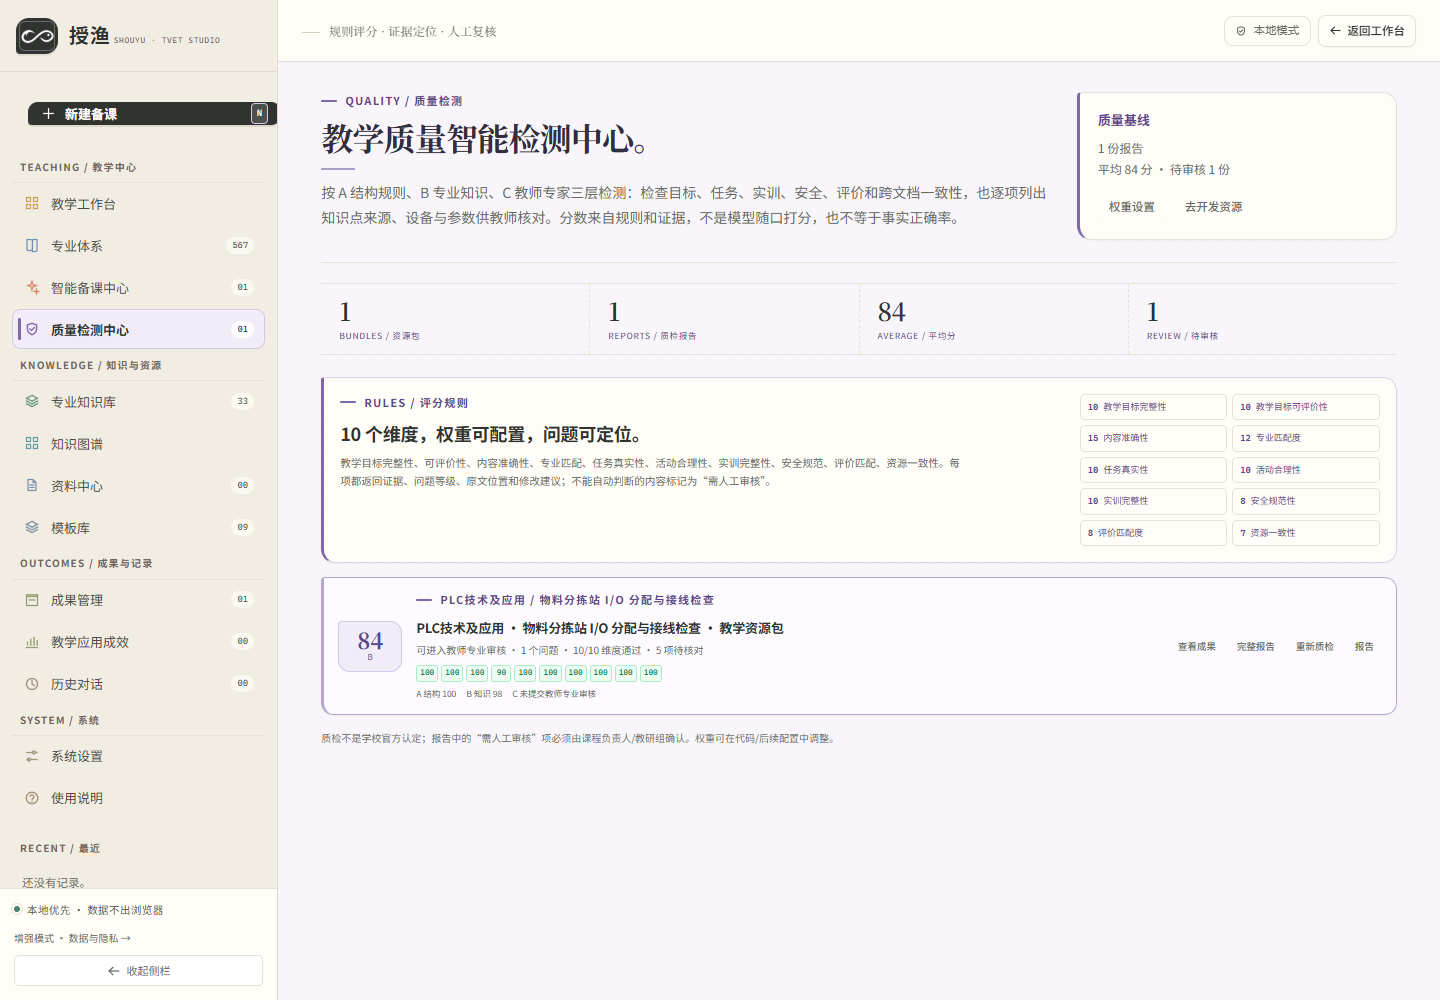 授渔 SHOUYU · TVET STUDIO
新建备课 N
TEACHING / 教学中心
教学工作台
专业体系 567
智能备课中心 01
质量检测中心 01
KNOWLEDGE / 知识与资源
专业知识库 33
知识图谱
资料中心 00
模板库 09
OUTCOMES / 成果与记录
成果管理 01
教学应用成效 00
历史对话 00
SYSTEM / 系统
系统设置
使用说明
RECENT / 最近
还没有记录。
本地优先 · 数据不出浏览器
增强模式 · 数据与隐私 →
← 收起侧栏
规则评分 · 证据定位 · 人工复核
本地模式
← 返回工作台
QUALITY / 质量检测
教学质量智能检测中心。
按 A 结构规则、B 专业知识、C 教师专家三层检测：检查目标、任务、实训、安全、评价和跨文档一致性，也逐项列出
知识点来源、设备与参数供教师核对。分数来自规则和证据，不是模型随口打分，也不等于事实正确率。
质量基线
1 份报告
平均 84 分 · 待审核 1 份
权重设置 去开发资源
1
BUNDLES / 资源包
1
REPORTS / 质检报告
84
AVERAGE / 平均分
1
REVIEW / 待审核
RULES / 评分规则
10 个维度，权重可配置，问题可定位。
教学目标完整性、可评价性、内容准确性、专业匹配、任务真实性、活动合理性、实训完整性、安全规范、评价匹配、资源一致性。每
项都返回证据、问题等级、原文位置和修改建议；不能自动判断的内容标记为“需人工审核”。
10 教学目标完整性 10 教学目标可评价性
15 内容准确性 12 专业匹配度
10 任务真实性 10 活动合理性
10 实训完整性 8 安全规范性
8 评价匹配度 7 资源一致性
84
B
PLC技术及应用 / 物料分拣站 I/O 分配与接线检查
PLC技术及应用 · 物料分拣站 I/O 分配与接线检查 · 教学资源包
可进入教师专业审核 · 1 个问题 · 10/10 维度通过 · 5 项待核对
100 100 100 90 100 100 100 100 100 100
A 结构 100 B 知识 98 C 未提交教师专业审核
查看成果 完整报告 重新质检 报告
质检不是学校官方认定；报告中的“需人工审核”项必须由课程负责人/教研组确认。权重可在代码/后续配置中调整。